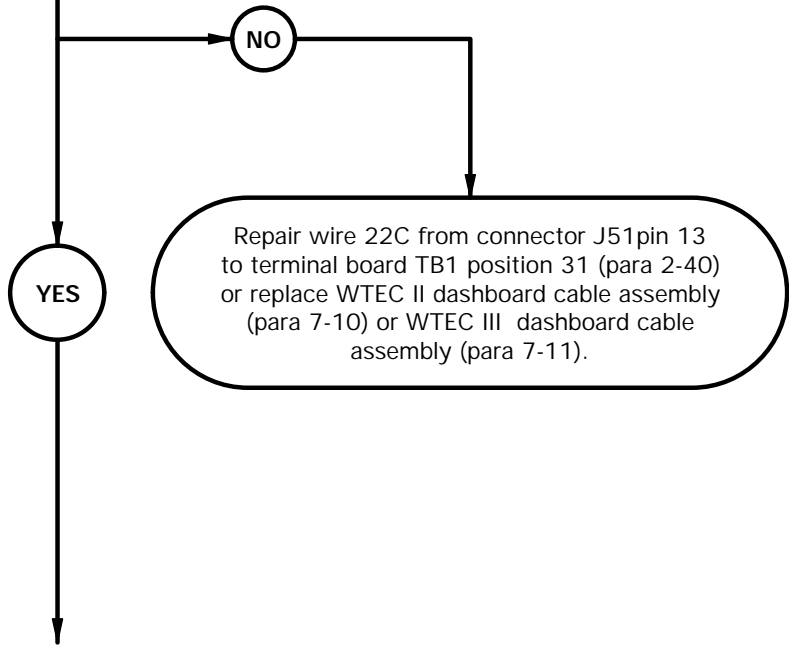 NO
YES
Repair wire 22C from connector J51pin 13
to terminal board TB1 position 31 (para 2-40)
or replace WTEC II dashboard cable assembly
(para 7-10) or WTEC III dashboard cable
assembly (para 7-11).